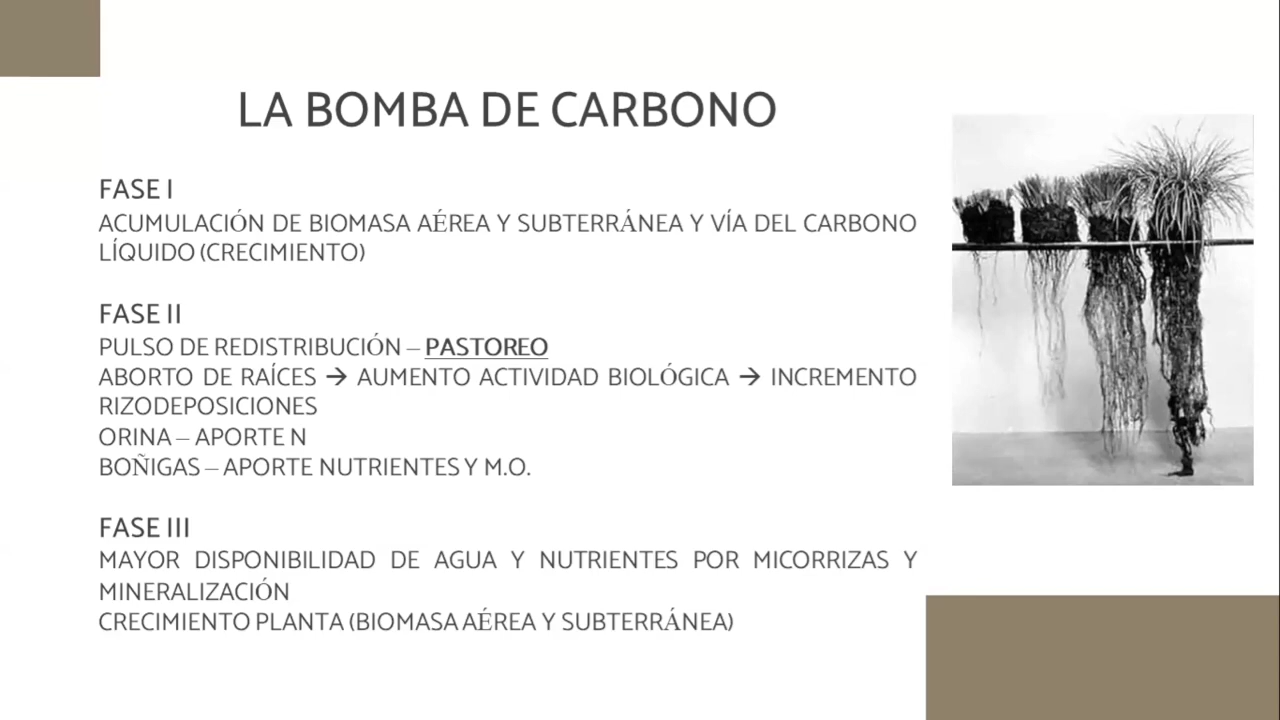 LA BOMBA DE CARBONO
FASE I
ACUMULACIÓN DE BIOMASA AÉREA Y SUBTERRÁNEA Y VÍA DEL CARBONO
LÍQUIDO (CRECIMIENTO)
FASE II
PULSO DE REDISTRIBUCIÓN – PASTOREO
ABORTO DE RAÍCES → AUMENTO ACTIVIDAD BIOLÓGICA → INCREMENTO
RIZODEPOSICIONES
ORINA – APORTE N
BOÑIGAS – APORTE NUTRIENTES Y M.O.
FASE III
MAYOR DISPONIBILIDAD DE AGUA Y NUTRIENTES POR MICORRIZAS Y
MINERALIZACIÓN
CRECIMIENTO PLANTA (BIOMASA AÉREA Y SUBTERRÁNEA)